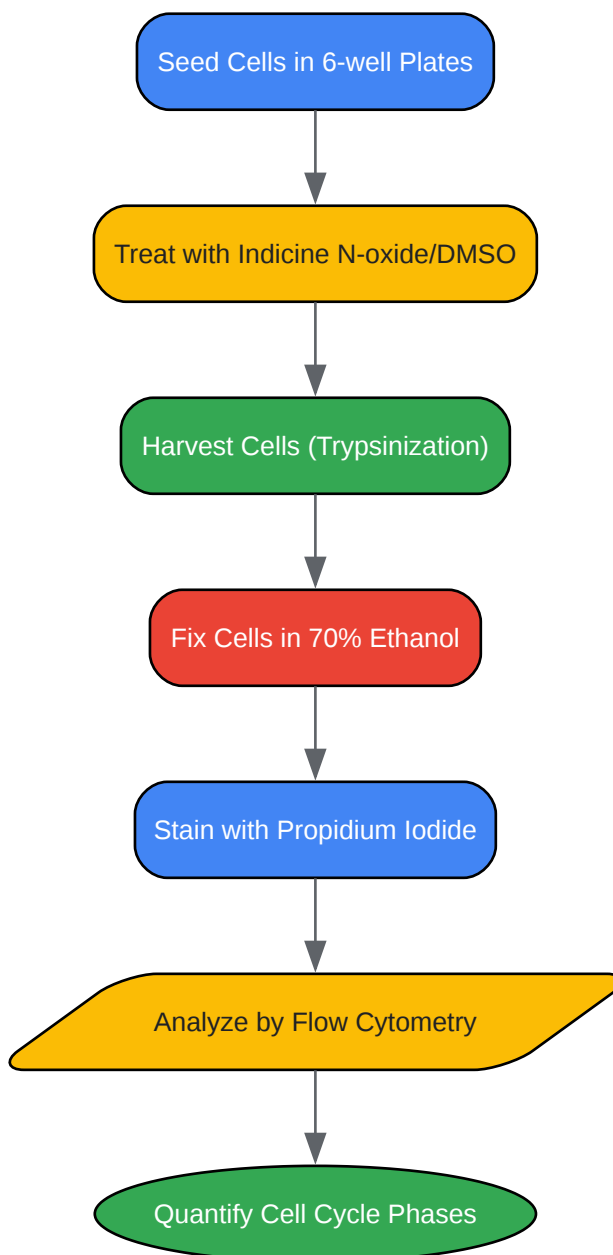 Seed Cells in 6-well Plates
Treat with Indicine N-oxide/DMSO
Harvest Cells (Trypsinization)
Fix Cells in 70% Ethanol
Stain with Propidium Iodide
Analyze by Flow Cytometry
Quantify Cell Cycle Phases